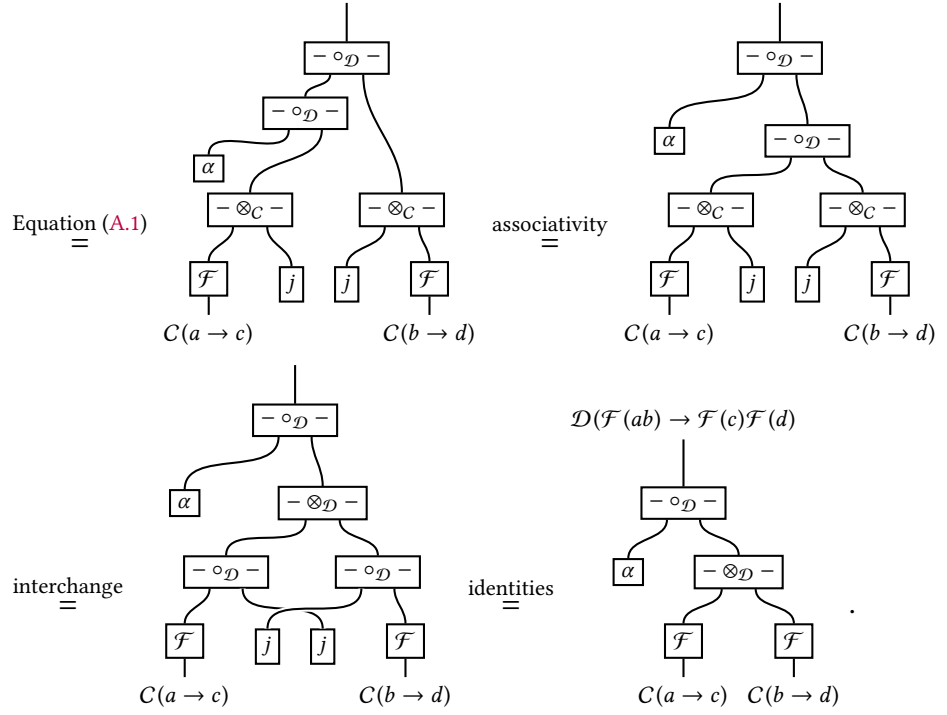 − ∘𝒟 − − ∘𝒟 −
− ∘𝒟 −
α − ∘𝒟 −
α
Equation (A.1) = − ⊗𝒞 − − ⊗𝒞 − associativity = − ⊗𝒞 − − ⊗𝒞 −
ℱ j j ℱ ℱ j j ℱ
𝒞(a → c) 𝒞(b → d) 𝒞(a → c) 𝒞(b → d)
− ∘𝒟 − 𝒟(ℱ(ab) → ℱ(c)ℱ(d)
α − ⊗𝒟 − − ∘𝒟 −
interchange = − ∘𝒟 − − ∘𝒟 − identities = α − ⊗𝒟 − .
ℱ j j ℱ ℱ ℱ
𝒞(a → c) 𝒞(b → d) 𝒞(a → c) 𝒞(b → d)